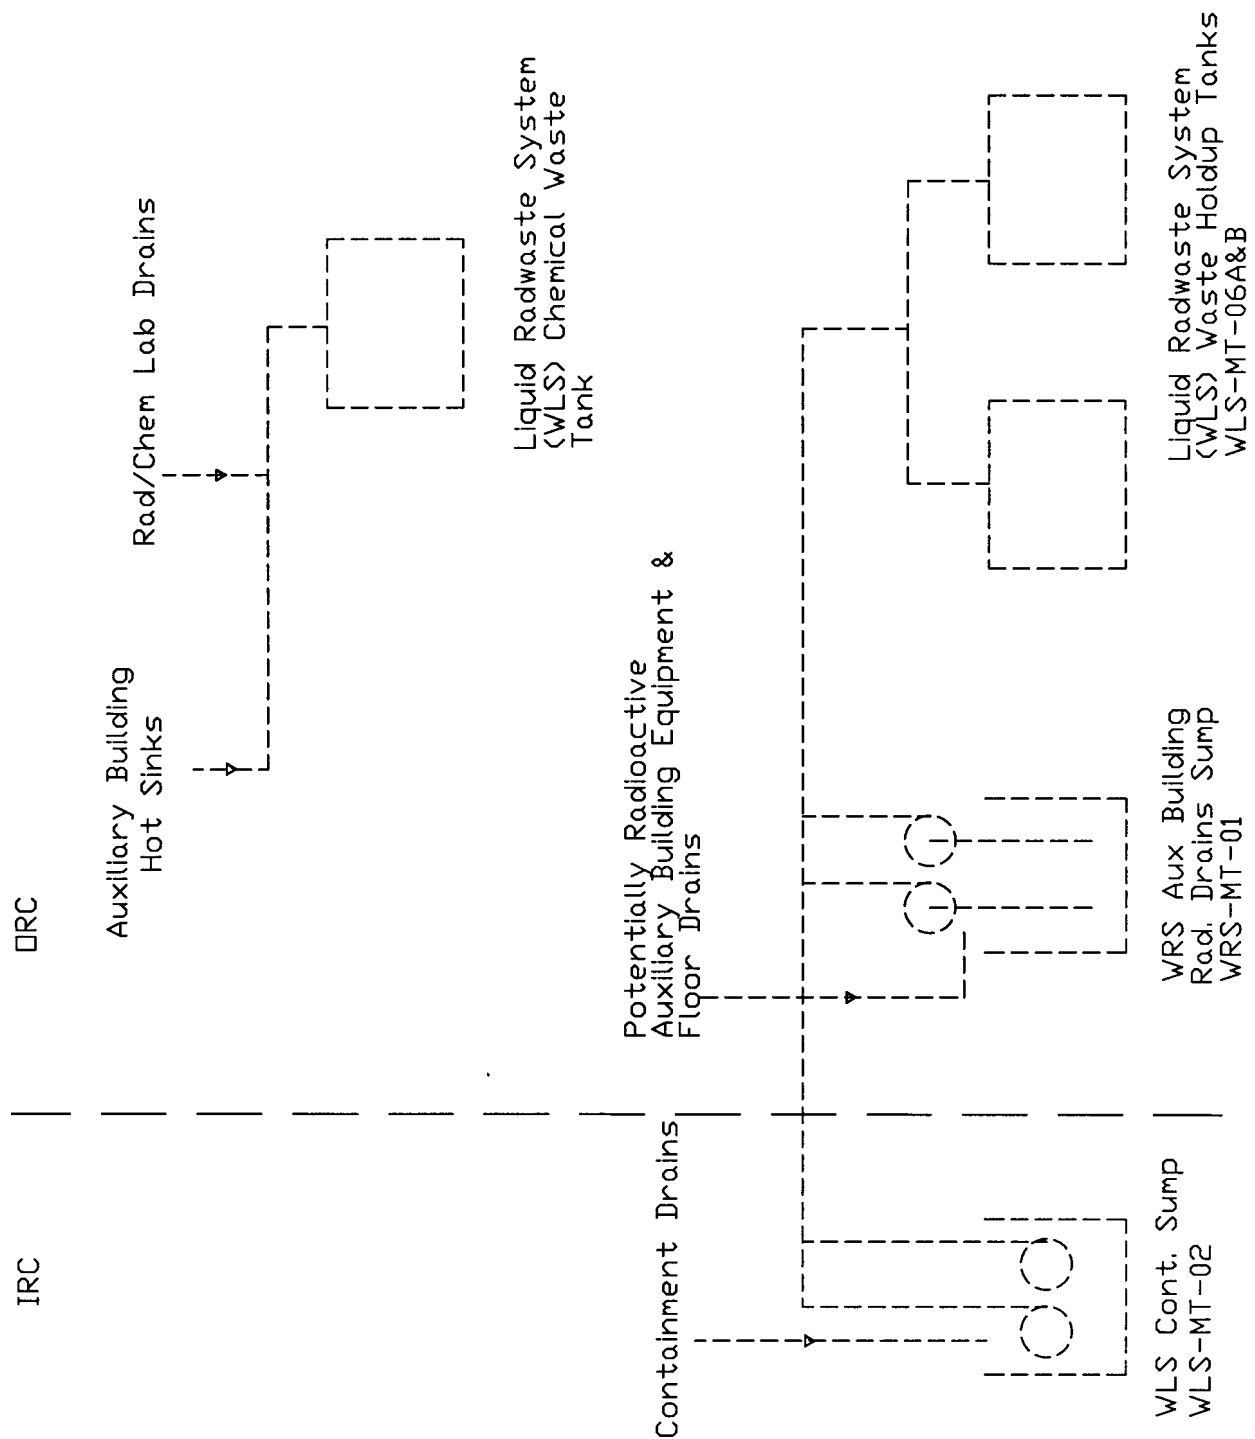 IRC
ORC
Auxiliary Building
Hot Sinks
Rad/Chem Lab Drains
Liquid Radwaste System
(WLS) Chemical Waste
Tank
Containment Drains
Potentially Radioactive
Auxiliary Building Equipment &
Floor Drains
WLS Cont. Sump
WLS-MT-02
WRS Aux Building
Rad. Drains Sump
WRS-MT-01
Liquid Radwaste System
(WLS) Waste Holdup Tanks
WLS-MT-06A&B